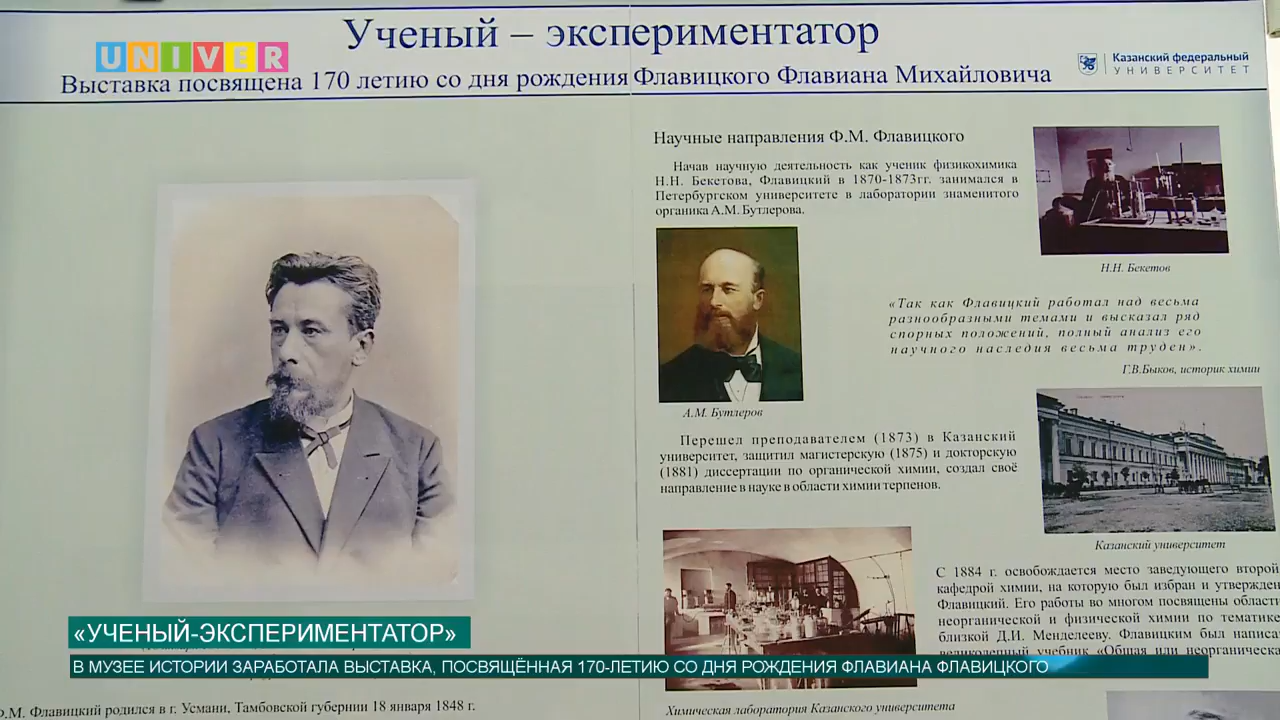 Ученый – экспериментатор
UNIVER
Казанский федеральный
УНИВЕРСИТЕТ
Выставка посвящена 170 летию со дня рождения Флавицкого Флавиана Михайловича
Научные направления Ф.М. Флавицкого
Начав научную деятельность как ученик физикохимика
Н.Н. Бекетова, Флавицкий в 1870-1873гг. занимался в
Петербургском университете в лаборатории знаменитого
органика А.М. Бутлерова.
Н.Н. Бекетов
«Так как Флавицкий работал над весьма
разнообразными темами и высказал ряд
спорных положений, полный анализ его
научного наследия весьма труден».
Г.В.Быков, историк химии
А.М. Бутлеров
Перешел преподавателем (1873) в Казанский
университет, защитил магистерскую (1875) и докторскую
(1881) диссертации по органической химии, создал своё
направление в науке в области химии терпенов.
Казанский университет
С 1884 г. освобождается место заведующего второй
кафедрой химии, на которую был избран и утвержден
Флавицкий. Его работы во многом посвящены области
неорганической и физической химии по тематике
близкой Д.И. Менделееву. Флавицким был написа
великолепный учебник «Общая или неорганическа
«УЧЕНЫЙ-ЭКСПЕРИМЕНТАТОР»
В МУЗЕЕ ИСТОРИИ ЗАРАБОТАЛА ВЫСТАВКА, ПОСВЯЩЁННАЯ 170-ЛЕТИЮ СО ДНЯ РОЖДЕНИЯ ФЛАВИАНА ФЛАВИЦКОГО
Ф.М. Флавицкий родился в г. Усмани, Тамбовской губернии 18 января 1848 г.
Химическая лаборатория Казанского университета